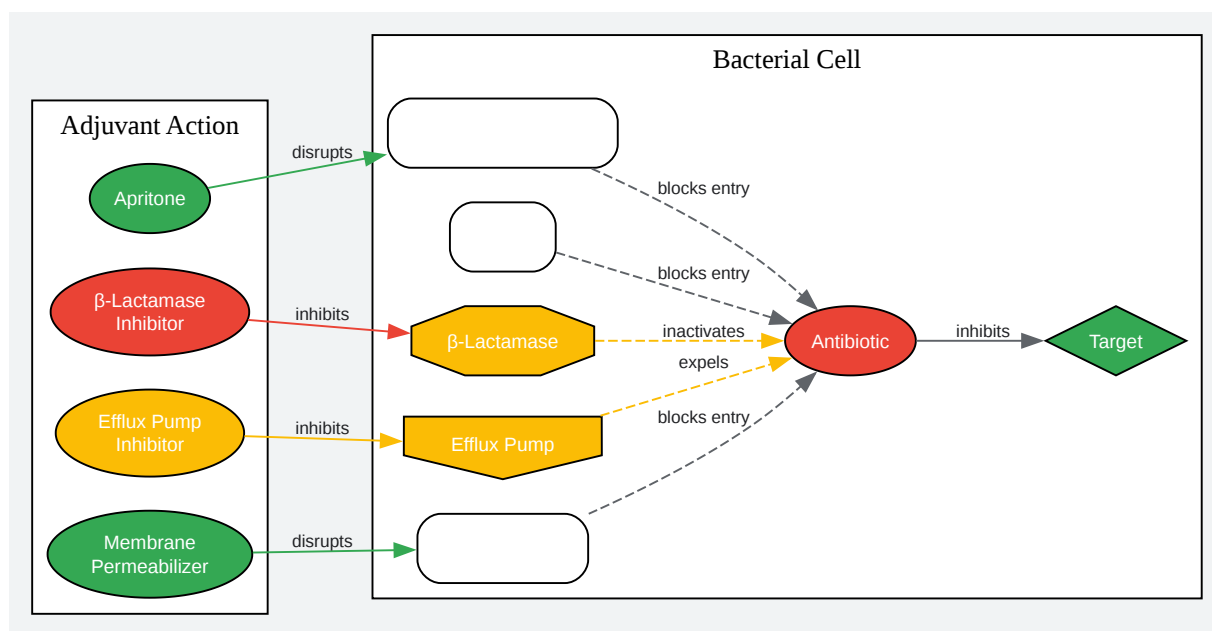 Bacterial Cell
Adjuvant Action
disrupts
Apritone
blocks entry
blocks entry
β-Lactamase
Inhibitor
inhibits
β-Lactamase
inactivates
Antibiotic
inhibits
Target
expels
Efflux Pump
Inhibitor
inhibits
Efflux Pump
blocks entry
Membrane
Permeabilizer
disrupts